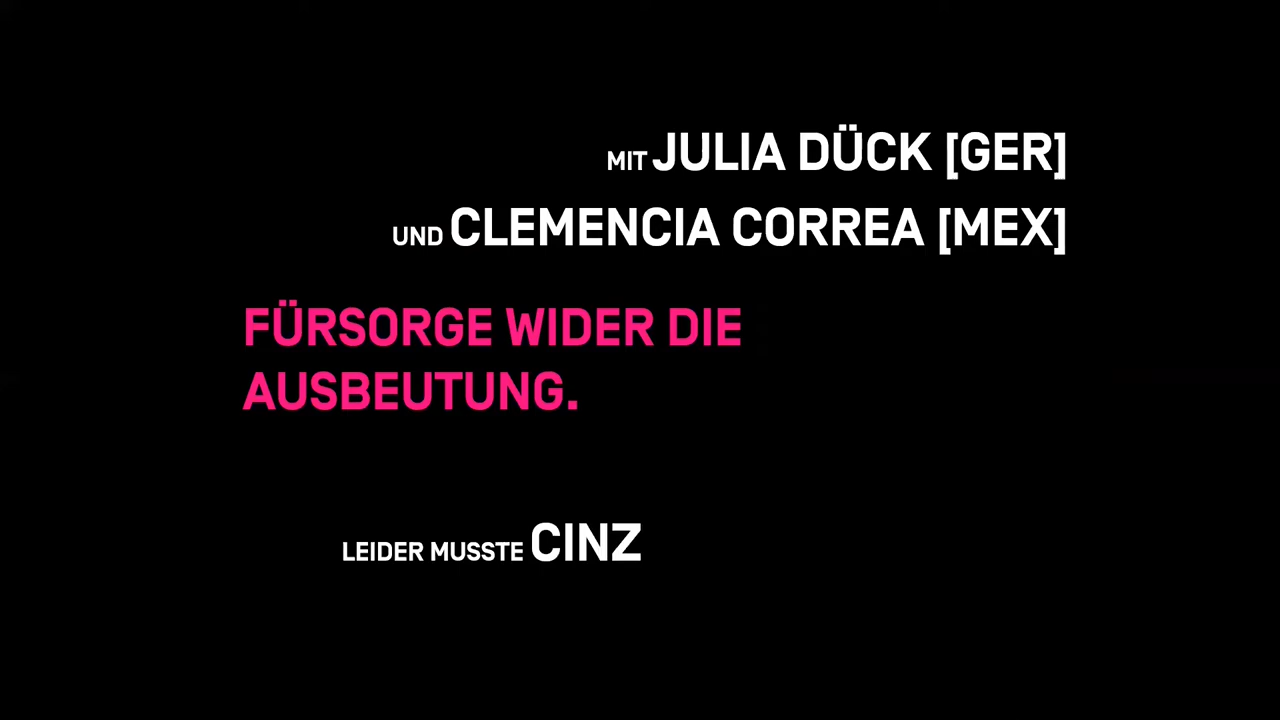 MIT JULIA DÜCK [GER]
UND CLEMENCIA CORREA [MEX]
FÜRSORGE WIDER DIE
AUSBEUTUNG.
LEIDER MUSSTE CINZ